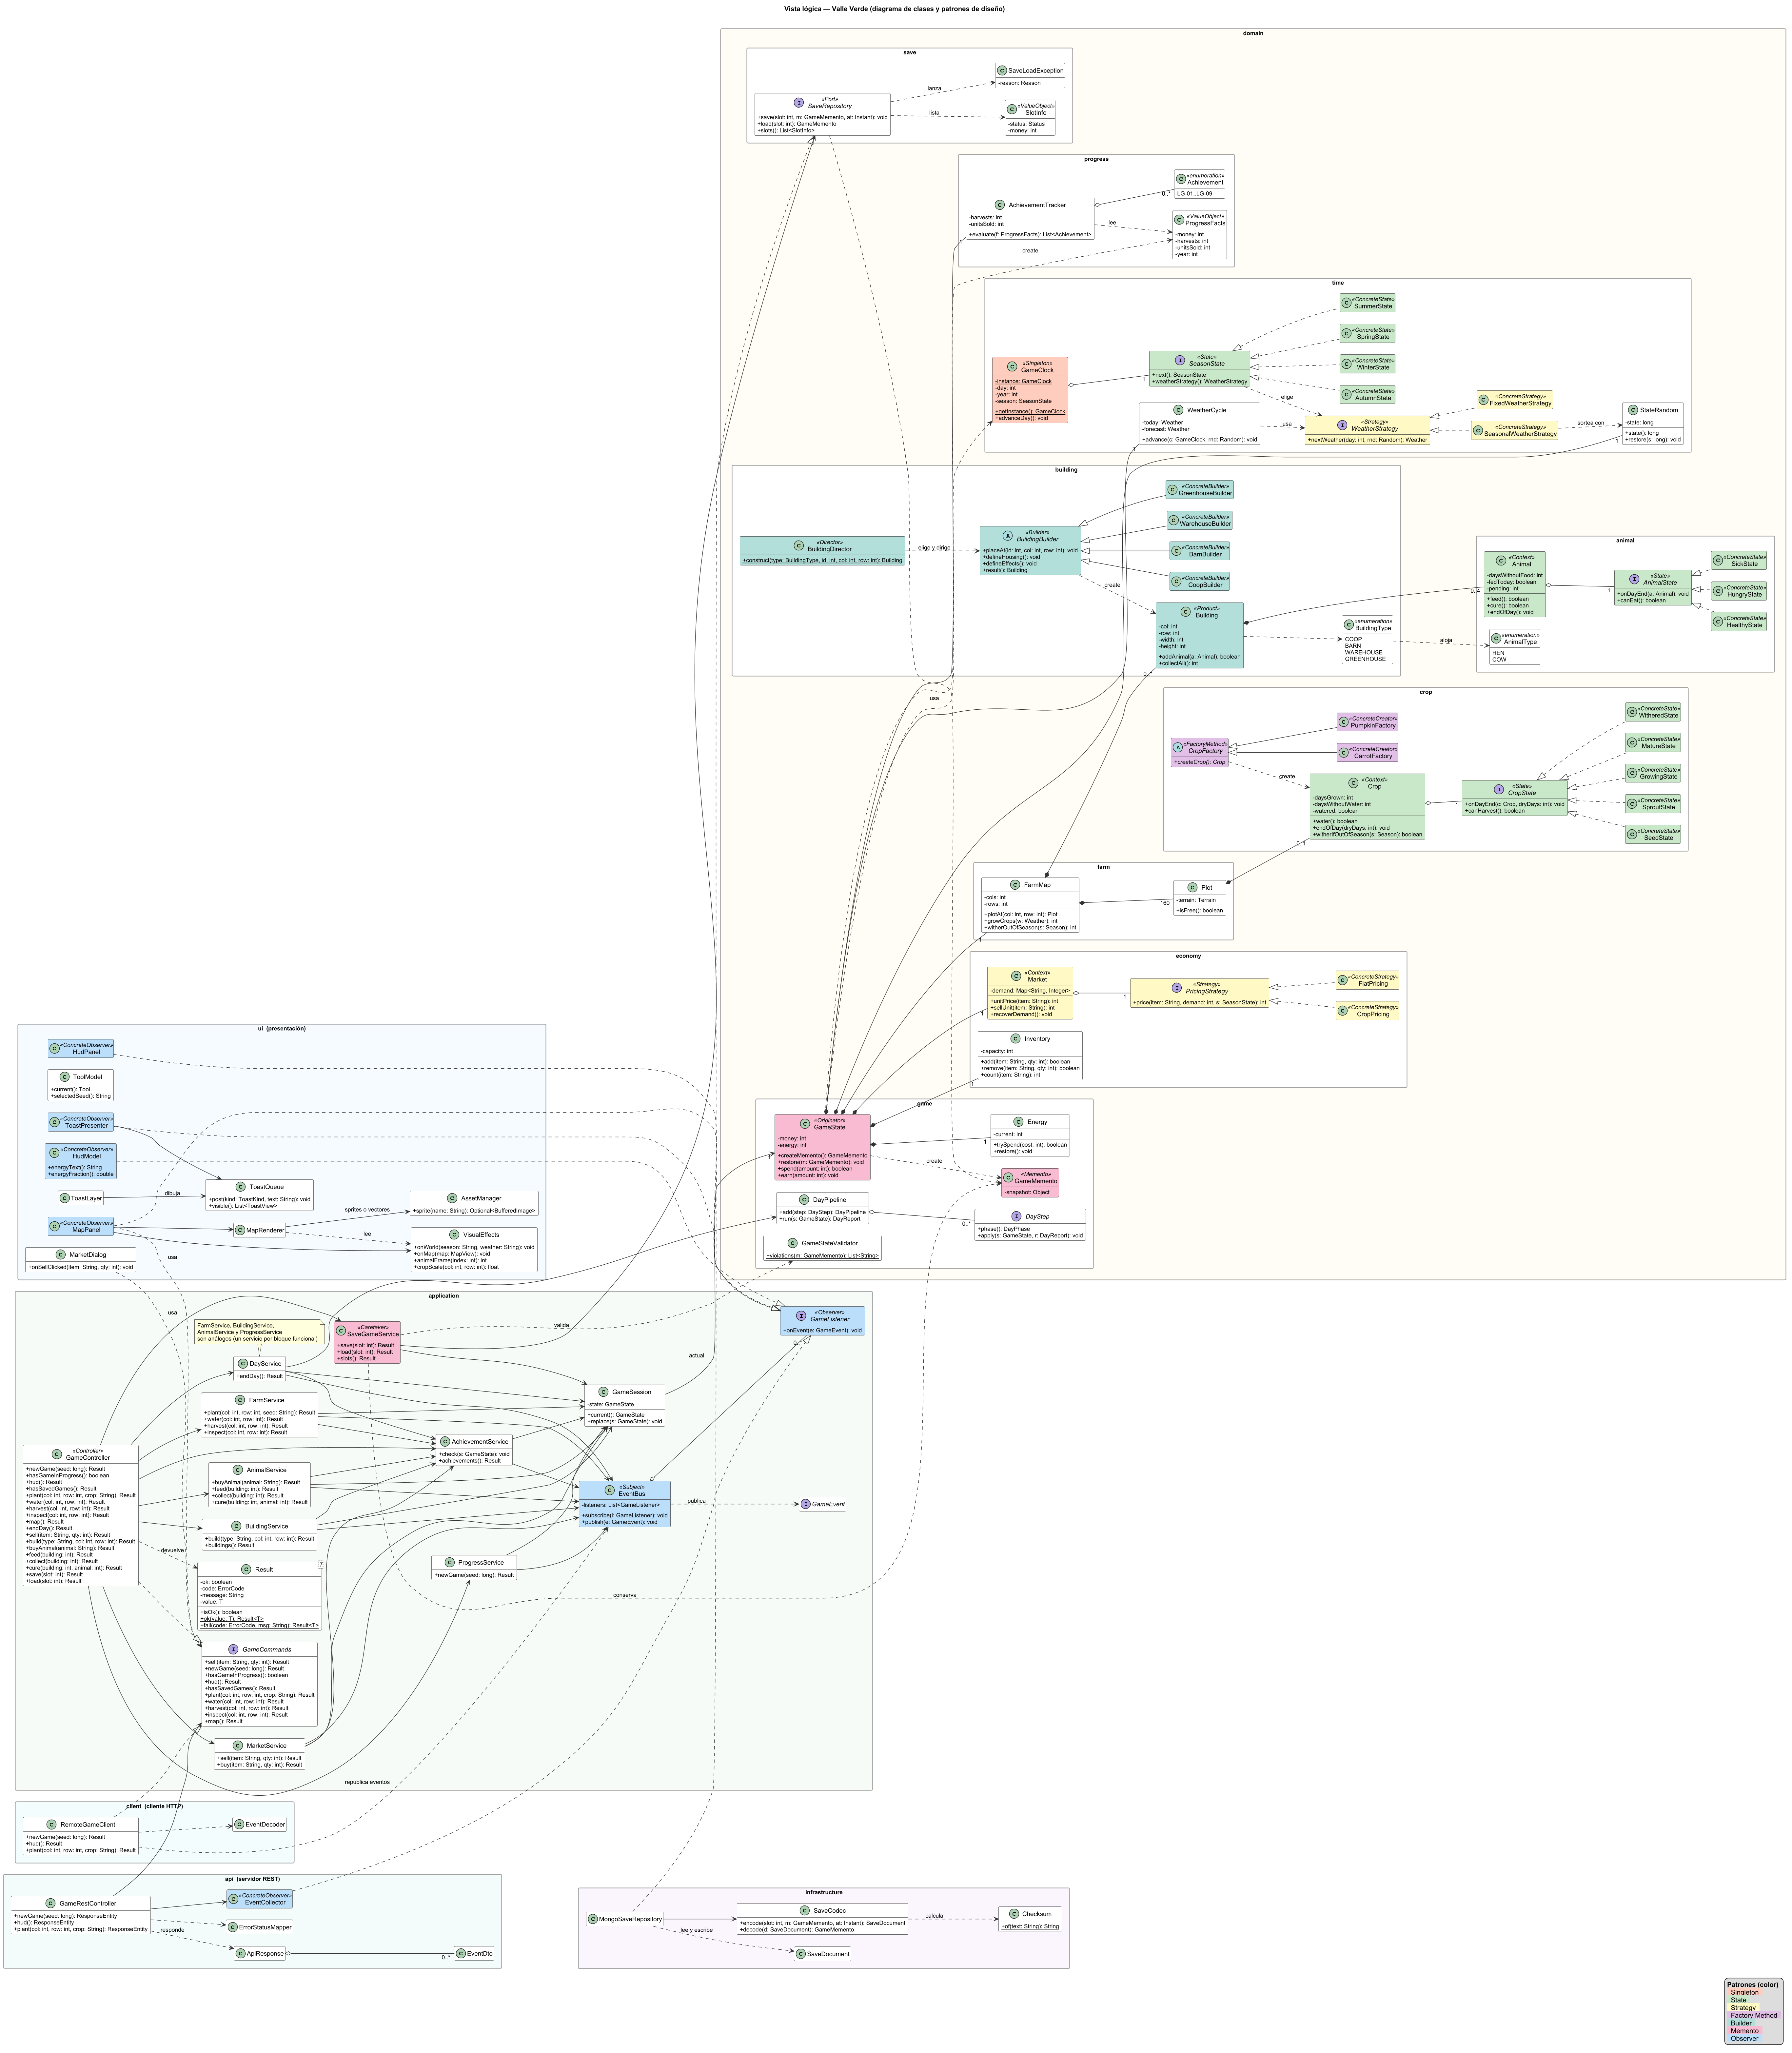 Vista lógica — Valle Verde (diagrama de clases y patrones de diseño)
domain
save
SaveLoadException
-reason: Reason
«Port»
SaveRepository
+save(slot: int, m: GameMemento, at: Instant): void
+load(slot: int): GameMemento
+slots(): List<SlotInfo>
lanza
lista
«ValueObject»
SlotInfo
-status: Status
-money: int
progress
«enumeration»
Achievement
LG-01..LG-09
AchievementTracker
-harvests: int
-unitsSold: int
+evaluate(f: ProgressFacts): List<Achievement>
0..*
lee
«ValueObject»
ProgressFacts
-money: int
-harvests: int
-unitsSold: int
-year: int
1
create
time
«ConcreteState»
SummerState
«ConcreteState»
SpringState
«ConcreteState»
WinterState
«ConcreteState»
AutumnState
«Singleton»
GameClock
-instance: GameClock
-day: int
-year: int
-season: SeasonState
+getInstance(): GameClock
+advanceDay(): void
1
«State»
SeasonState
+next(): SeasonState
+weatherStrategy(): WeatherStrategy
elige
WeatherCycle
-today: Weather
-forecast: Weather
+advance(c: GameClock, rnd: Random): void
usa
«Strategy»
WeatherStrategy
+nextWeather(day: int, rnd: Random): Weather
«ConcreteStrategy»
FixedWeatherStrategy
«ConcreteStrategy»
SeasonalWeatherStrategy
sortea con
StateRandom
-state: long
+state(): long
+restore(s: long): void
1
1
building
«ConcreteBuilder»
GreenhouseBuilder
«ConcreteBuilder»
WarehouseBuilder
«ConcreteBuilder»
BarnBuilder
«ConcreteBuilder»
CoopBuilder
«Director»
BuildingDirector
+construct(type: BuildingType, id: int, col: int, row: int): Building
elige y dirige
«Builder»
BuildingBuilder
+placeAt(id: int, col: int, row: int): void
+defineHousing(): void
+defineEffects(): void
+result(): Building
create
«Product»
Building
-col: int
-row: int
-width: int
-height: int
+addAnimal(a: Animal): boolean
+collectAll(): int
0..*
«enumeration»
BuildingType
COOP
BARN
WAREHOUSE
GREENHOUSE
aloja
0..4
animal
«Context»
Animal
-daysWithoutFood: int
-fedToday: boolean
-pending: int
+feed(): boolean
+cure(): boolean
+endOfDay(): void
1
«State»
AnimalState
+onDayEnd(a: Animal): void
+canEat(): boolean
«ConcreteState»
SickState
«ConcreteState»
HungryState
«ConcreteState»
HealthyState
«enumeration»
AnimalType
HEN
COW
usa
crop
«FactoryMethod»
CropFactory
+createCrop(): Crop
«ConcreteCreator»
PumpkinFactory
«ConcreteCreator»
CarrotFactory
create
«Context»
Crop
-daysGrown: int
-daysWithoutWater: int
-watered: boolean
+water(): boolean
+endOfDay(dryDays: int): void
+witherIfOutOfSeason(s: Season): boolean
0..1
1
«State»
CropState
+onDayEnd(c: Crop, dryDays: int): void
+canHarvest(): boolean
«ConcreteState»
WitheredState
«ConcreteState»
MatureState
«ConcreteState»
GrowingState
«ConcreteState»
SproutState
«ConcreteState»
SeedState
farm
FarmMap
-cols: int
-rows: int
+plotAt(col: int, row: int): Plot
+growCrops(w: Weather): int
+witherOutOfSeason(s: Season): int
160
Plot
-terrain: Terrain
+isFree(): boolean
1
economy
«Context»
Market
-demand: Map<String, Integer>
+unitPrice(item: String): int
+sellUnit(item: String): int
+recoverDemand(): void
1
1
«Strategy»
PricingStrategy
+price(item: String, demand: int, s: SeasonState): int
«ConcreteStrategy»
FlatPricing
«ConcreteStrategy»
CropPricing
Inventory
-capacity: int
+add(item: String, qty: int): boolean
+remove(item: String, qty: int): boolean
+count(item: String): int
1
game
«Originator»
GameState
-money: int
-energy: int
+createMemento(): GameMemento
+restore(m: GameMemento): void
+spend(amount: int): boolean
+earn(amount: int): void
1
1
Energy
-current: int
+trySpend(cost: int): boolean
+restore(): void
create
«Memento»
GameMemento
-snapshot: Object
DayPipeline
+add(step: DayStep): DayPipeline
+run(s: GameState): DayReport
0..*
DayStep
+phase(): DayPhase
+apply(s: GameState, r: DayReport): void
GameStateValidator
+violations(m: GameMemento): List<String>
ui (presentación)
«ConcreteObserver»
HudPanel
ToolModel
+current(): Tool
+selectedSeed(): String
«ConcreteObserver»
ToastPresenter
«ConcreteObserver»
HudModel
+energyText(): String
+energyFraction(): double
ToastLayer
dibuja
ToastQueue
+post(kind: ToastKind, text: String): void
+visible(): List<ToastView>
«ConcreteObserver»
MapPanel
MapRenderer
sprites o vectores
AssetManager
+sprite(name: String): Optional<BufferedImage>
lee
VisualEffects
+onWorld(season: String, weather: String): void
+onMap(map: MapView): void
+animalFrame(index: int): int
+cropScale(col: int, row: int): float
MarketDialog
+onSellClicked(item: String, qty: int): void
usa
application
usa
FarmService, BuildingService,
AnimalService y ProgressService
son análogos (un servicio por bloque funcional)
«Caretaker»
SaveGameService
+save(slot: int): Result
+load(slot: int): Result
+slots(): Result
valida
actual
«Observer»
GameListener
+onEvent(e: GameEvent): void
0..*
DayService
+endDay(): Result
GameSession
-state: GameState
+current(): GameState
+replace(s: GameState): void
FarmService
+plant(col: int, row: int, seed: String): Result
+water(col: int, row: int): Result
+harvest(col: int, row: int): Result
+inspect(col: int, row: int): Result
AchievementService
+check(s: GameState): void
+achievements(): Result
«Controller»
GameController
+newGame(seed: long): Result
+hasGameInProgress(): boolean
+hud(): Result
+hasSavedGames(): Result
+plant(col: int, row: int, crop: String): Result
+water(col: int, row: int): Result
+harvest(col: int, row: int): Result
+inspect(col: int, row: int): Result
+map(): Result
+endDay(): Result
+sell(item: String, qty: int): Result
+build(type: String, col: int, row: int): Result
+buyAnimal(animal: String): Result
+feed(building: int): Result
+collect(building: int): Result
+cure(building: int, animal: int): Result
+save(slot: int): Result
+load(slot: int): Result
AnimalService
+buyAnimal(animal: String): Result
+feed(building: int): Result
+collect(building: int): Result
+cure(building: int, animal: int): Result
«Subject»
EventBus
-listeners: List<GameListener>
+subscribe(l: GameListener): void
+publish(e: GameEvent): void
publica
GameEvent
BuildingService
+build(type: String, col: int, row: int): Result
+buildings(): Result
devuelve
Result
T
-ok: boolean
-code: ErrorCode
-message: String
-value: T
+isOk(): boolean
+ok(value: T): Result<T>
+fail(code: ErrorCode, msg: String): Result<T>
ProgressService
+newGame(seed: long): Result
conserva
GameCommands
+sell(item: String, qty: int): Result
+newGame(seed: long): Result
+hasGameInProgress(): boolean
+hud(): Result
+hasSavedGames(): Result
+plant(col: int, row: int, crop: String): Result
+water(col: int, row: int): Result
+harvest(col: int, row: int): Result
+inspect(col: int, row: int): Result
+map(): Result
MarketService
+sell(item: String, qty: int): Result
+buy(item: String, qty: int): Result
republica eventos
client (cliente HTTP)
RemoteGameClient
+newGame(seed: long): Result
+hud(): Result
+plant(col: int, row: int, crop: String): Result
EventDecoder
api (servidor REST)
GameRestController
+newGame(seed: long): ResponseEntity
+hud(): ResponseEntity
+plant(col: int, row: int, crop: String): ResponseEntity
«ConcreteObserver»
EventCollector
ErrorStatusMapper
responde
ApiResponse
0..*
EventDto
infrastructure
MongoSaveRepository
SaveCodec
+encode(slot: int, m: GameMemento, at: Instant): SaveDocument
+decode(d: SaveDocument): GameMemento
calcula
Checksum
+of(text: String): String
lee y escribe
SaveDocument
Patrones (color)
Singleton
State
Strategy
Factory Method
Builder
Memento
Observer